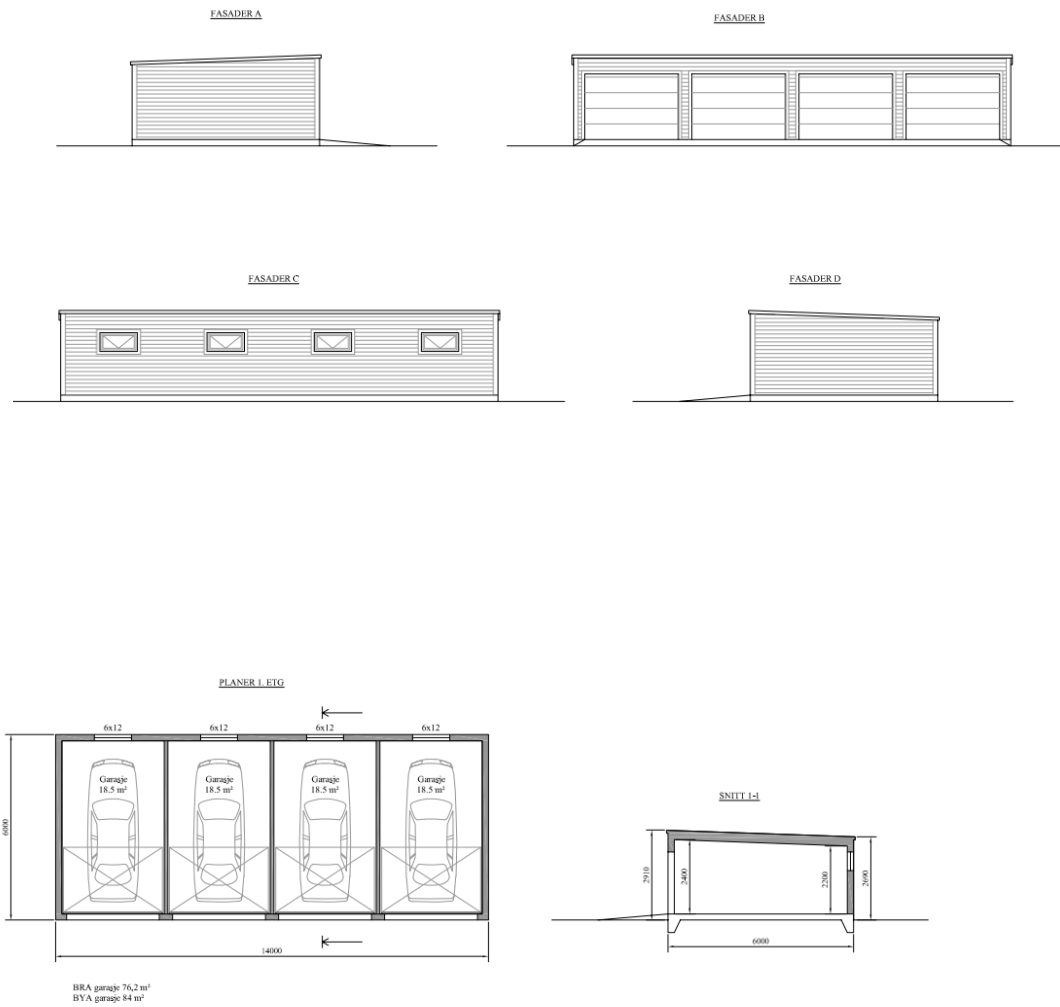 FASADER A
FASADER B
FASADER C
FASADER D
PLANER 1. ETG
6x12
6x12
6x12
6x12
Garasje
18.5 m²
Garasje
18.5 m²
Garasje
18.5 m²
Garasje
18.5 m²
6000
14000
BRA garasje 76,2 m²
BYA garasje 84 m²
SNITT 1-1
2910
2400
2200
2690
6000